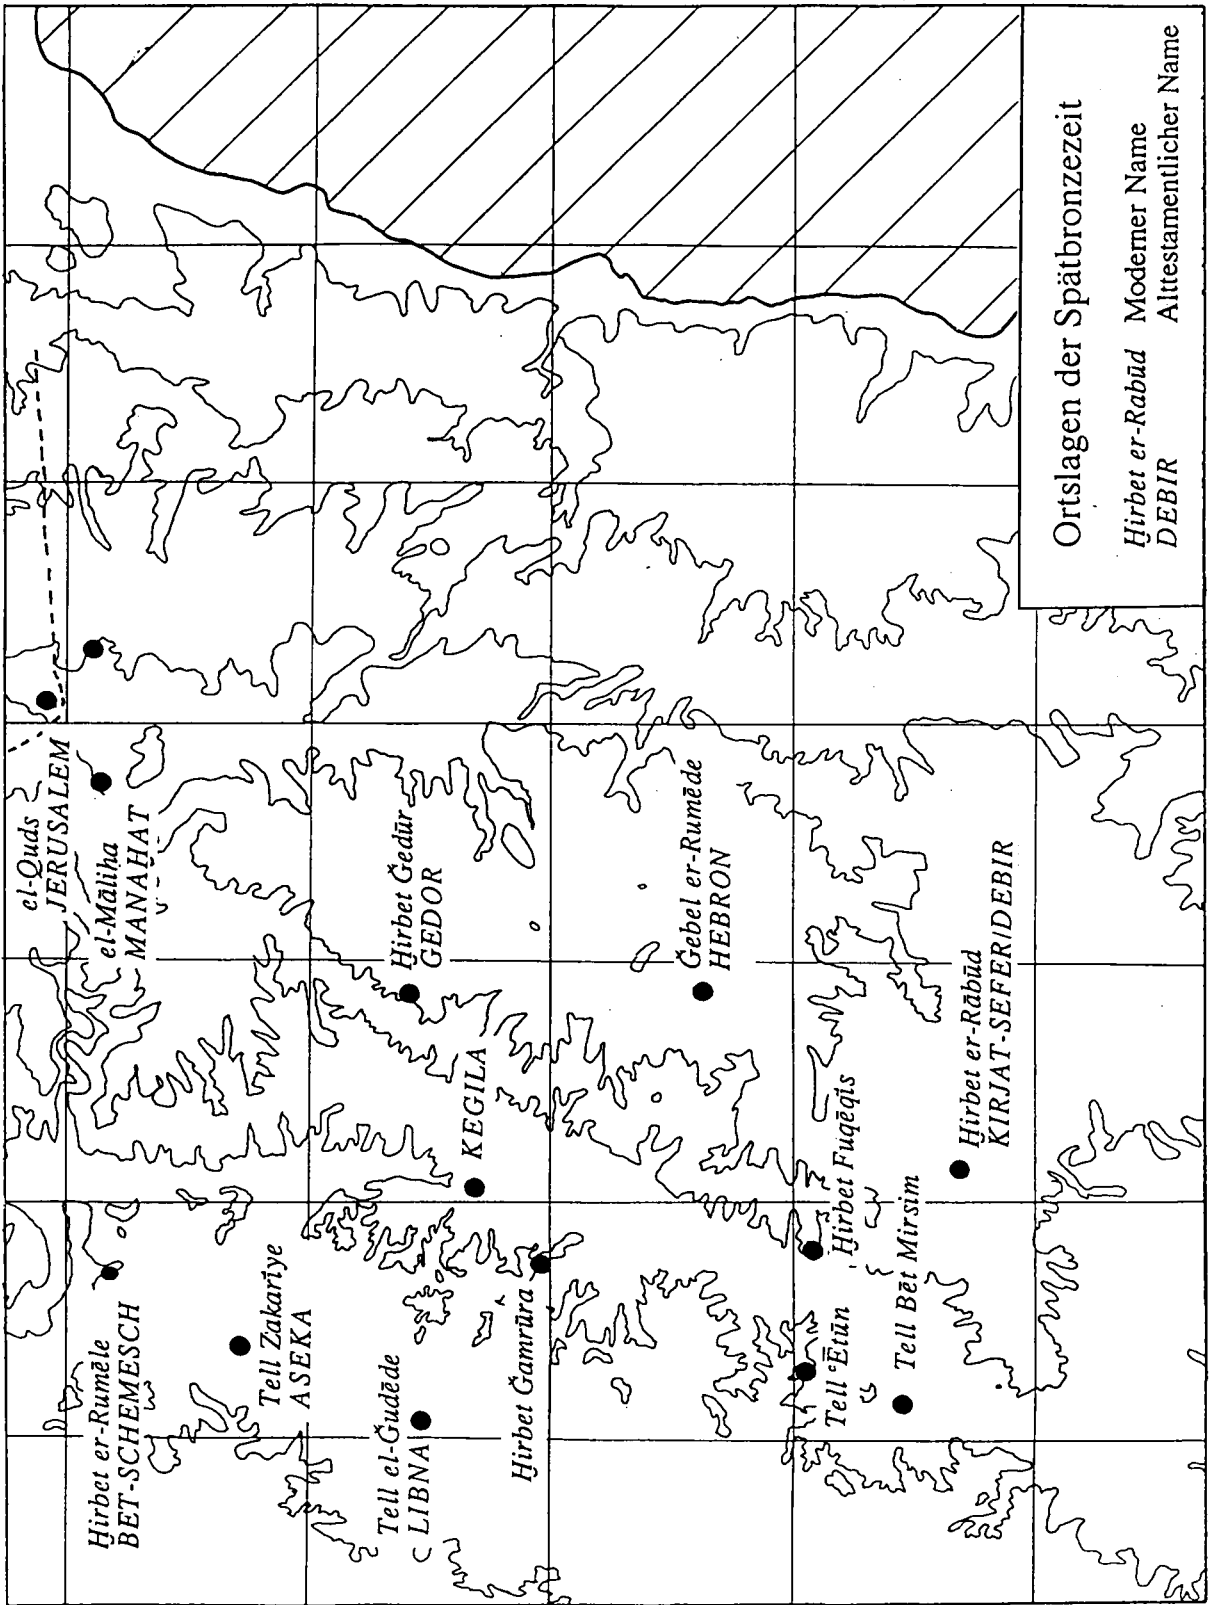 el-Quds
JERUSALEM
el-Māliḥa
MANAḤAT
Ḫirbet er-Rumēle
BET-SCHEMESCH
Tell Zakarīye
ASEKA
Ḫirbet Ǧedūr
GEDOR
Tell el-Ǧudēde
LIBNA
KEGILA
Ḫirbet Ǧamrūra
Ǧebel er-Rumēde
HEBRON
Tell ʿĒtūn
Ḫirbet Fuqēqīs
Tell Bēt Mirsim
Ḫirbet er-Rābūd
KIRJAT-SEFER/DEBIR
Ortslagen der Spätbronzezeit
Ḫirbet er-Rabūd Moderner Name
DEBIR Alttestamentlicher Name